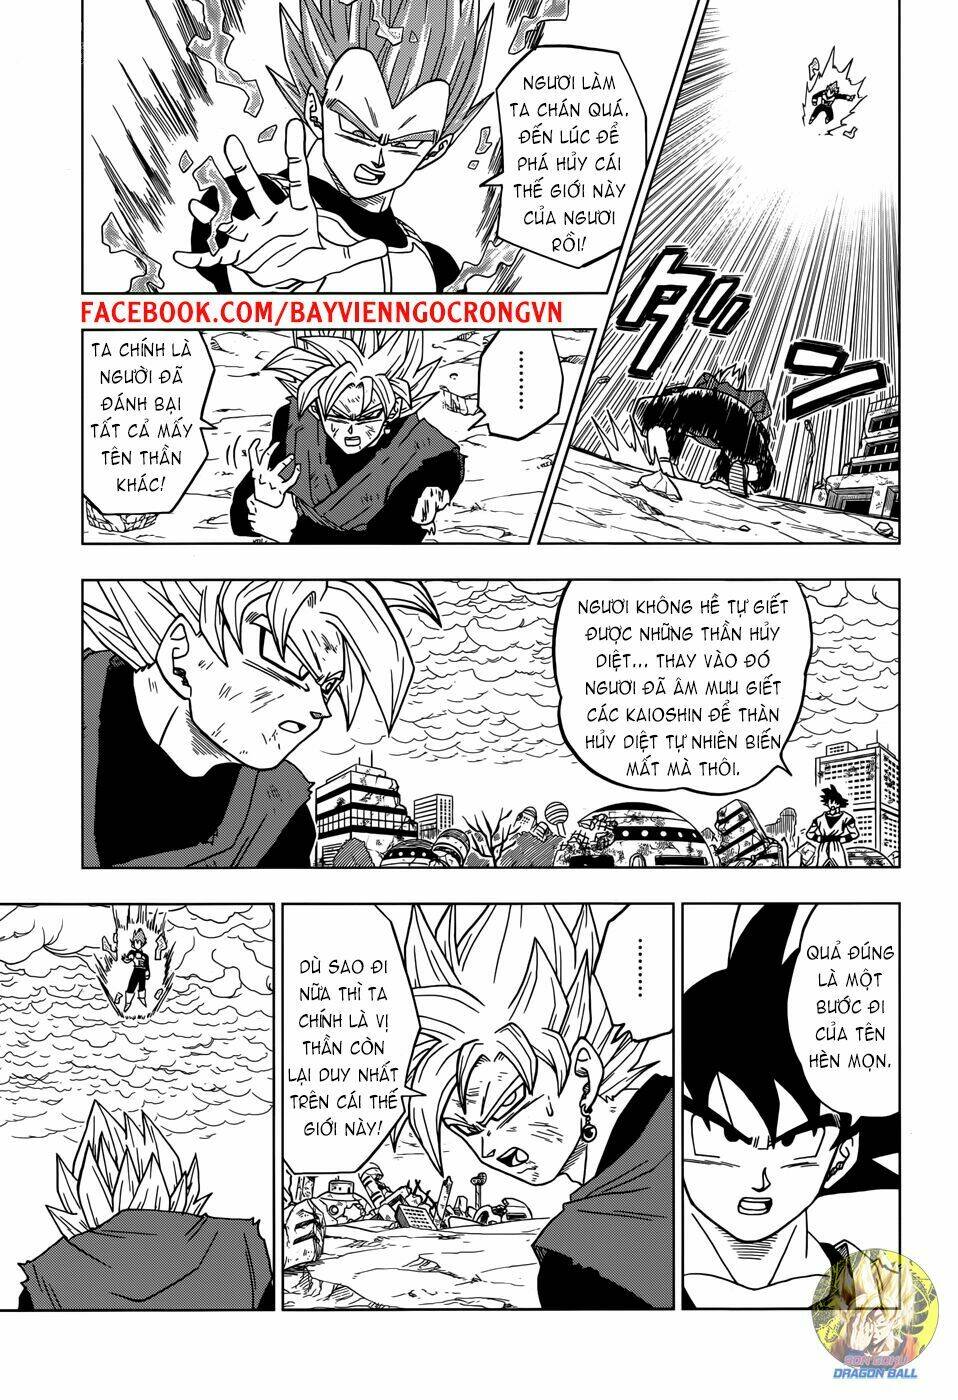 NGƯƠI LÀM
TA CHÁN QUÁ.
ĐẾN LÚC ĐỂ
PHÁ HỦY CÁI
THẾ GIỚI NÀY
CỦA NGƯƠI
RỒI!
FACEBOOK.COM/BAYVIENNGOCRONGVN
.........
TA CHÍNH LÀ
NGƯỜI ĐÃ
ĐÁNH BẠI
TẤT CẢ MẤY
TÊN THẦN
KHÁC!
NGƯƠI KHÔNG HỀ TỰ GIẾT
ĐƯỢC NHỮNG THẦN HỦY
DIỆT... THAY VÀO ĐÓ
NGƯƠI ĐÃ ÂM MƯU GIẾT
CÁC KAIOSHIN ĐỂ THÀN
HỦY DIỆT TỰ NHIÊN BIẾN
MẤT MÀ THÔI.
QUẢ ĐÚNG
LÀ MỘT
BƯỚC ĐI
CỦA TÊN
HÈN MỌN.
.........
DÙ SAO ĐI
NỮA THÌ TA
CHÍNH LÀ VỊ
THẦN CÒN
LẠI DUY NHẤT
TRÊN CÁI THẾ
GIỚI NÀY!
SON GOKU
DRAGON BALL